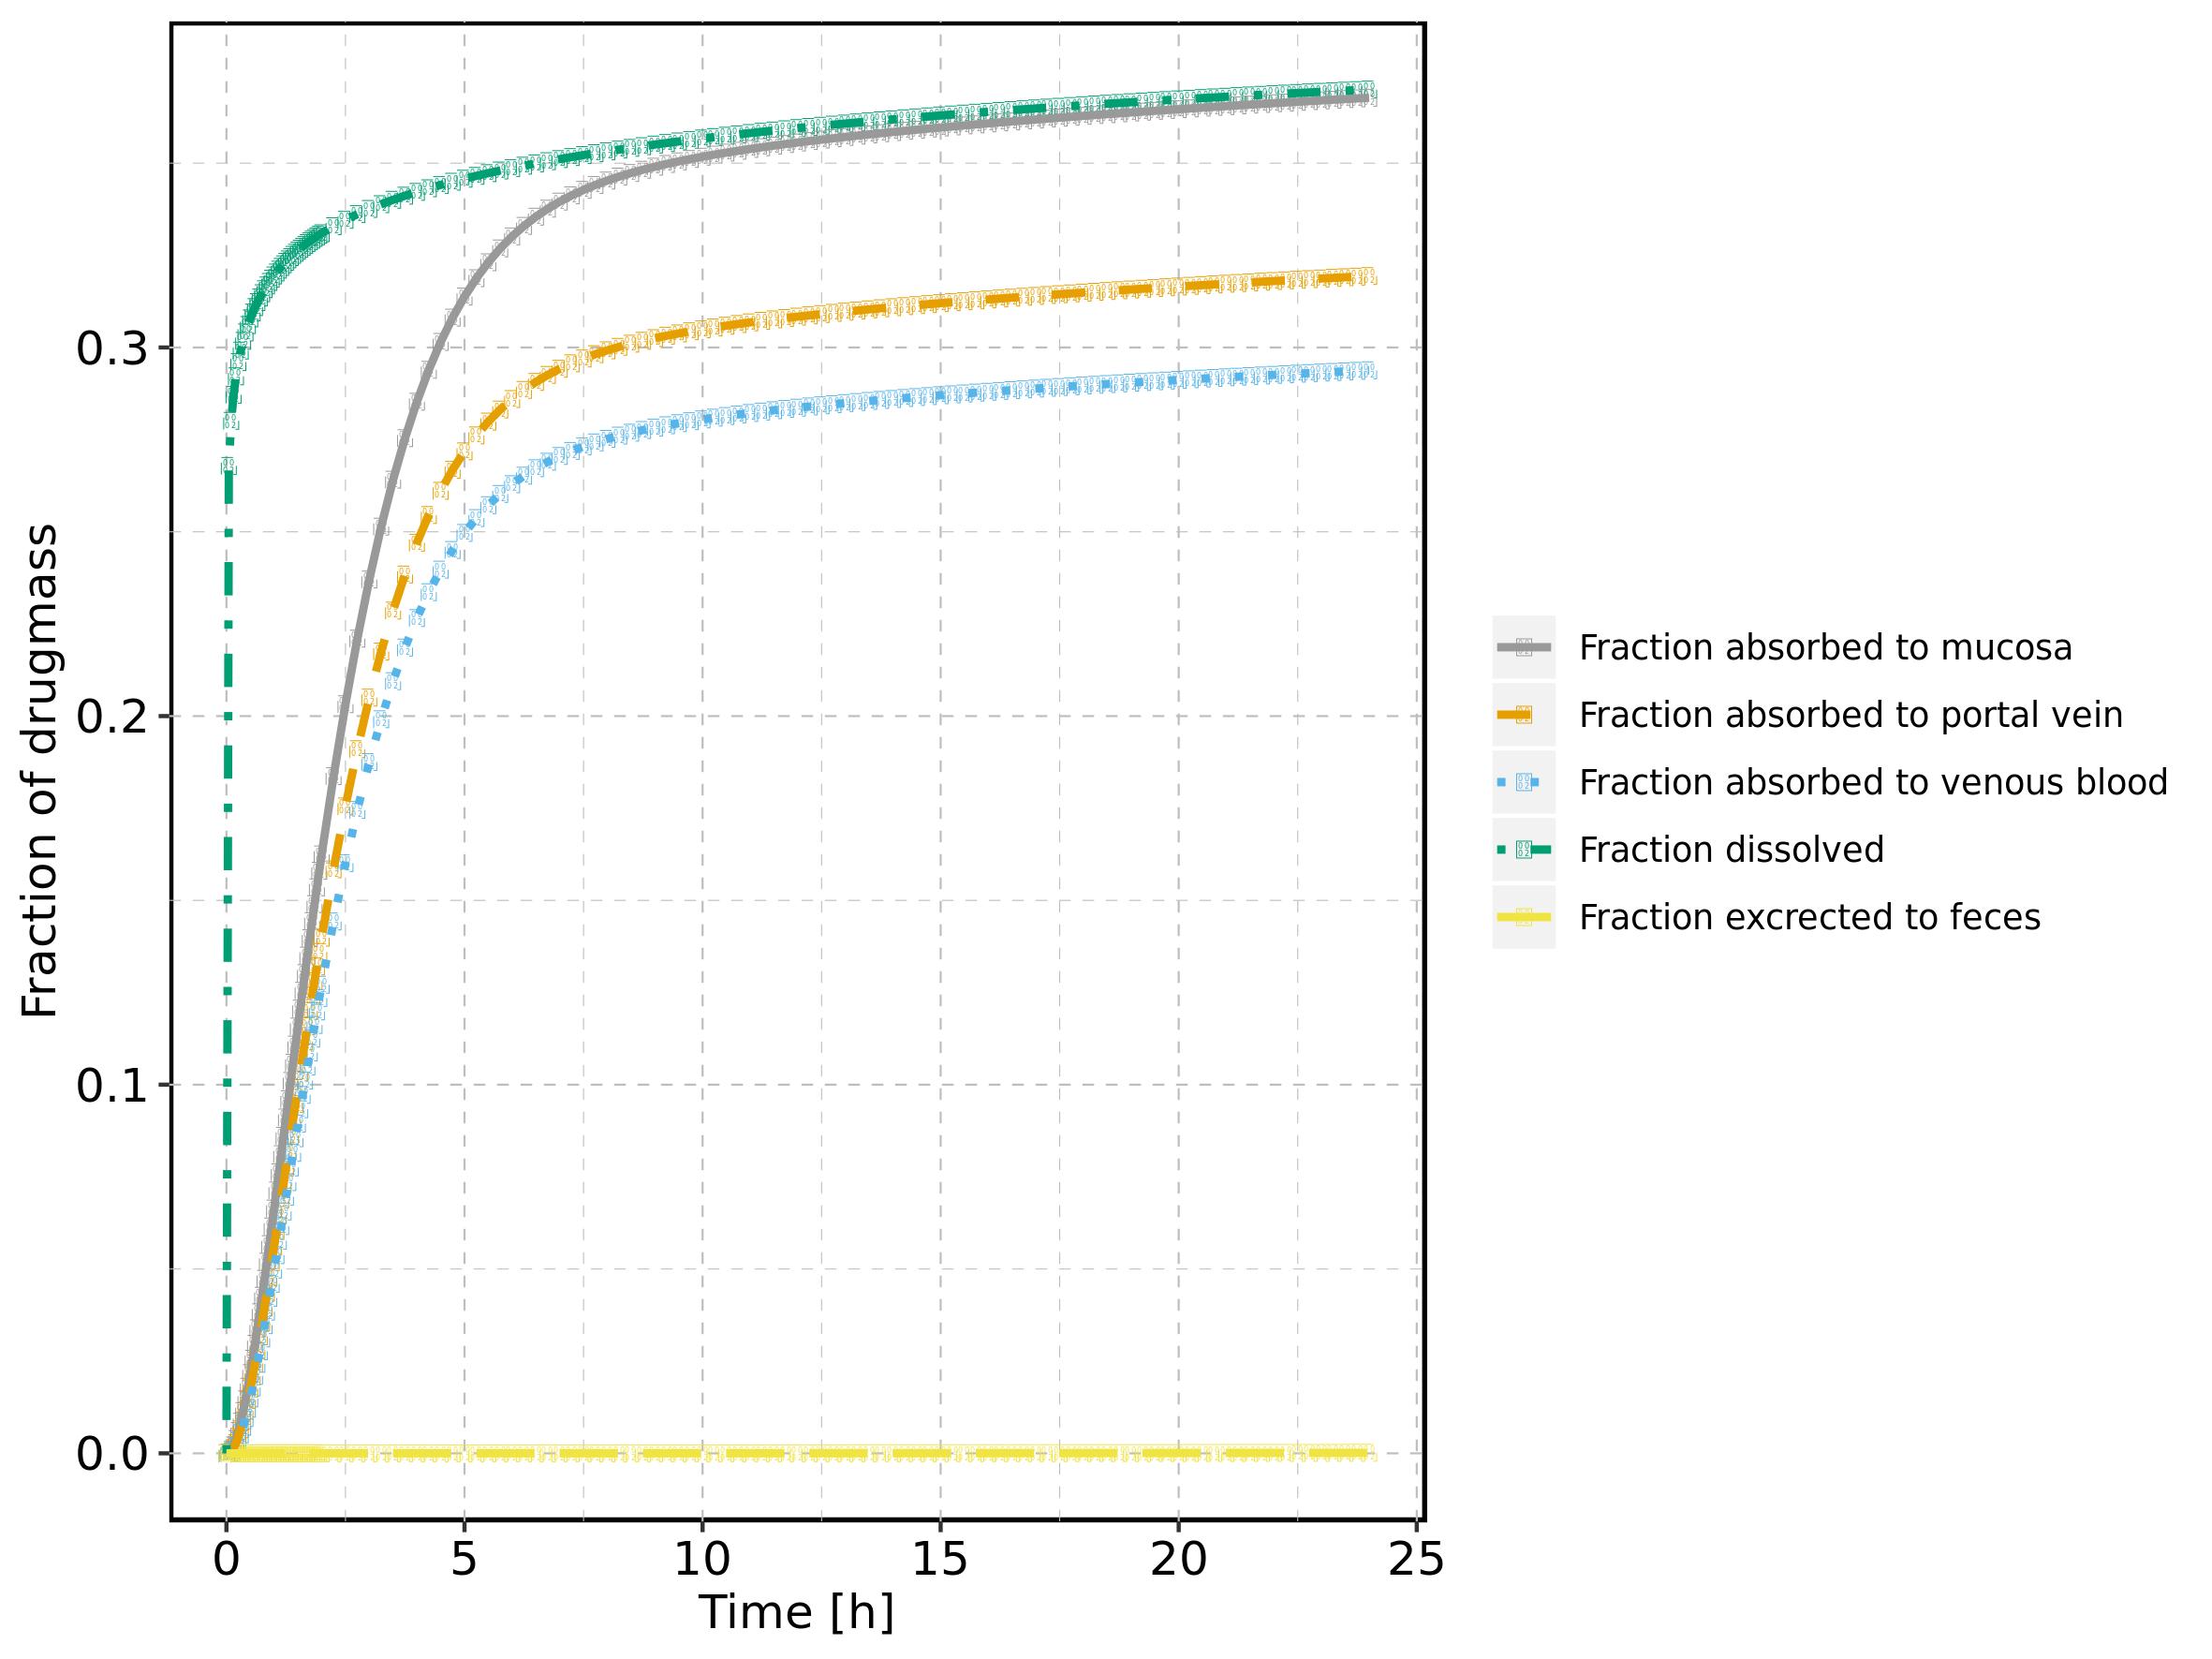 Fraction of drugmass
0.3
0.2
0.1
0.0
0 5 10 15 20 25
Time [h]
Fraction absorbed to mucosa
Fraction absorbed to portal vein
Fraction absorbed to venous blood
Fraction dissolved
Fraction excrected to feces